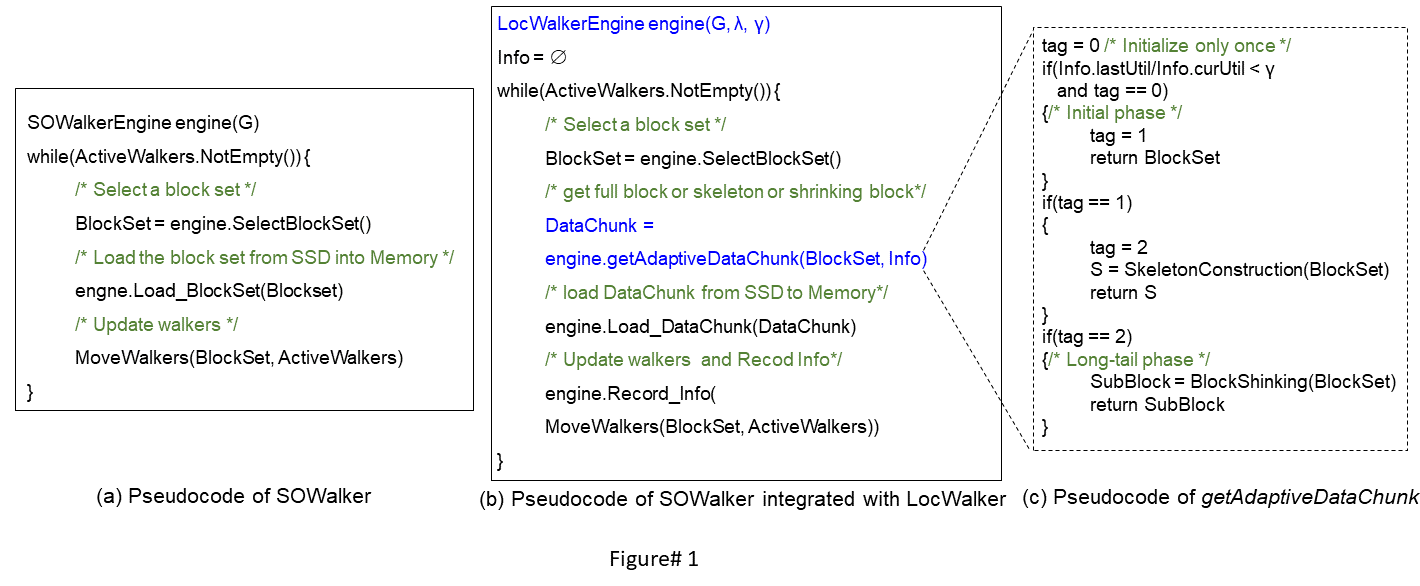 SOWalkerEngine engine(G)
while(ActiveWalkers.NotEmpty()){
/* Select a block set */
BlockSet = engine.SelectBlockSet()
/* Load the block set from SSD into Memory */
engne.Load_BlockSet(Blockset)
/* Update walkers */
MoveWalkers(BlockSet, ActiveWalkers)
}
(a) Pseudocode of SOWalker
LocWalkerEngine engine(G, λ, γ)
Info = ∅
while(ActiveWalkers.NotEmpty()){
/* Select a block set */
BlockSet = engine.SelectBlockSet()
/* get full block or skeleton or shrinking block*/
DataChunk =
engine.getAdaptiveDataChunk(BlockSet, Info)
/* load DataChunk from SSD to Memory*/
engine.Load_DataChunk(DataChunk)
/* Update walkers and Recod Info*/
engine.Record_Info(
MoveWalkers(BlockSet, ActiveWalkers))
}
(b) Pseudocode of SOWalker integrated with LocWalker
tag = 0 /* Initialize only once */
if(Info.lastUtil/Info.curUtil < γ
and tag == 0)
{/* Initial phase */
tag = 1
return BlockSet
}
if(tag == 1)
{
tag = 2
S = SkeletonConstruction(BlockSet)
return S
}
if(tag == 2)
{/* Long-tail phase */
SubBlock = BlockShinking(BlockSet)
return SubBlock
}
(c) Pseudocode of getAdaptiveDataChunk
Figure# 1